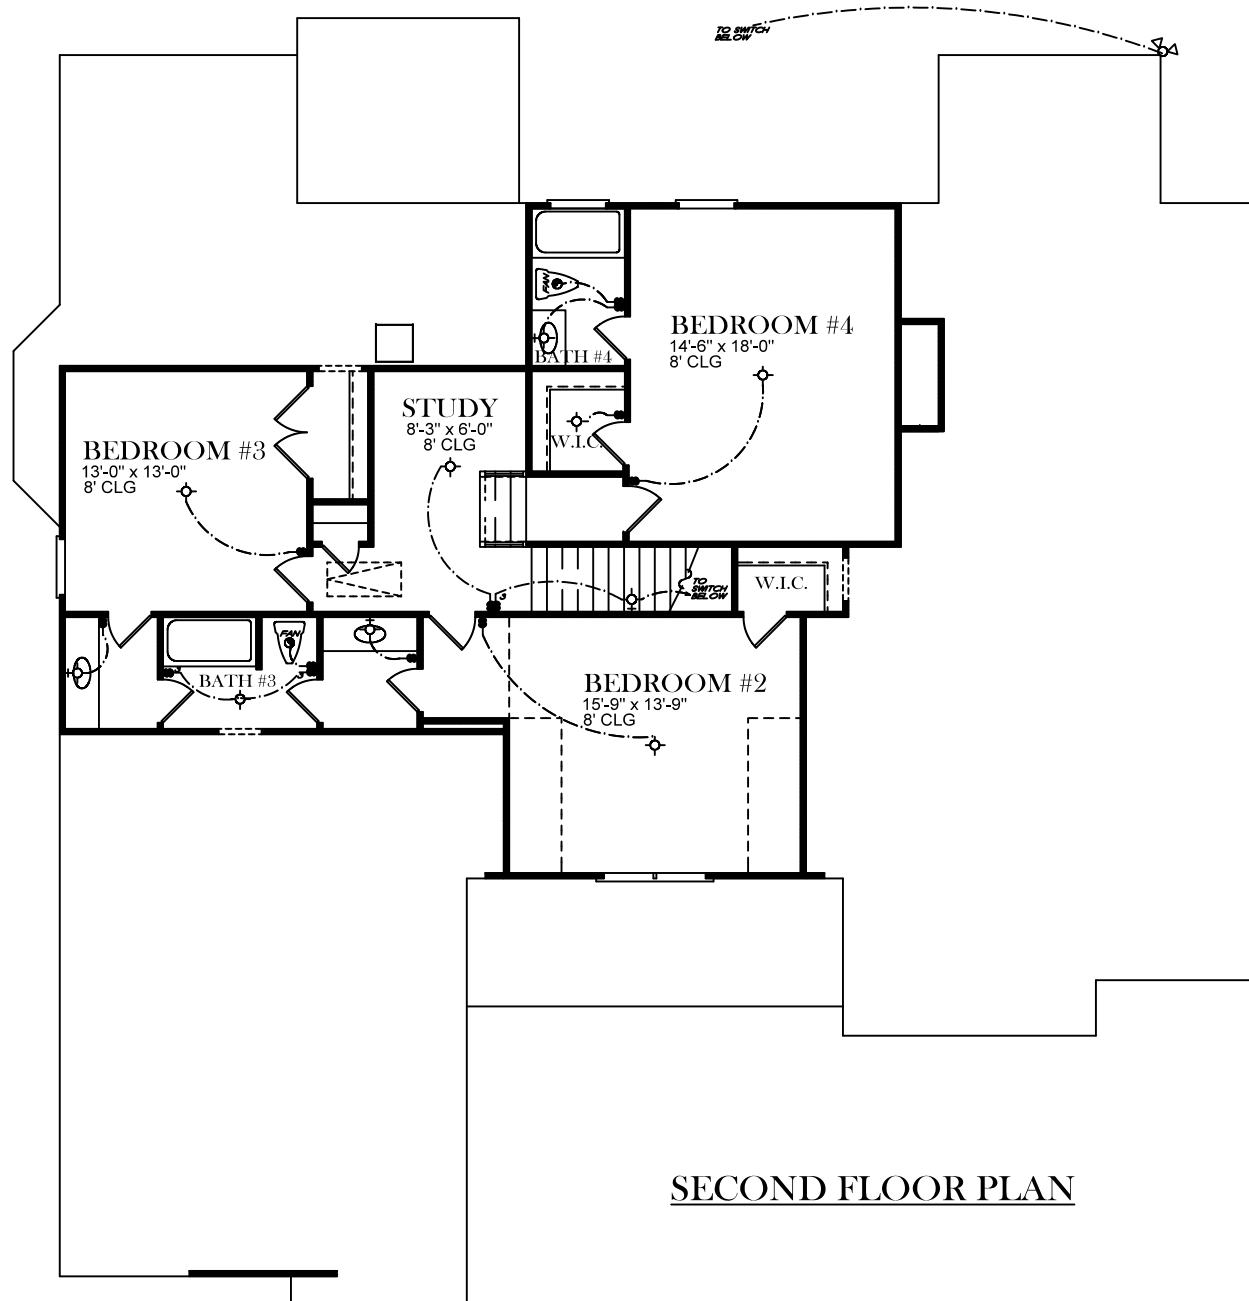 TO SWITCH
BELOW
BEDROOM #4
14'-6" x 18'-0"
8' CLG
FAN
BATH #4
STUDY
8'-3" x 6'-0"
8' CLG
W.I.C.
BEDROOM #3
13'-0" x 13'-0"
8' CLG
TO
SWITCH
BELOW
W.I.C.
FAN
BATH #3
BEDROOM #2
15'-9" x 13'-9"
8' CLG
SECOND FLOOR PLAN